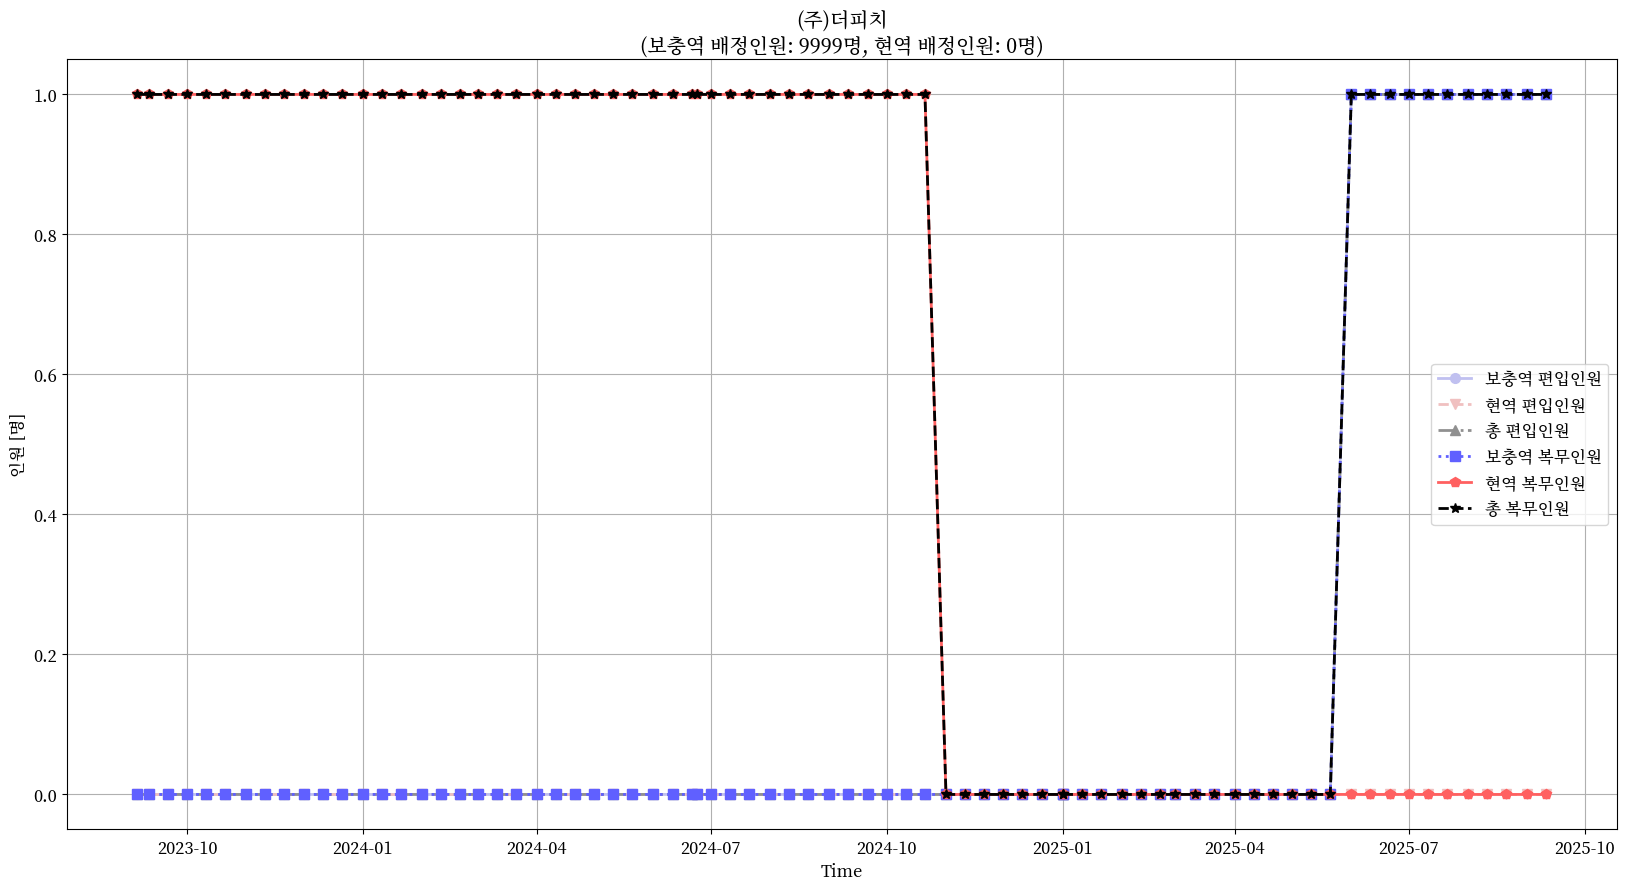 (주)더피치
(보충역 배정인원: 9999명, 현역 배정인원: 0명)
인원 [명]
1.0
0.8
0.6
0.4
0.2
0.0
보충역 편입인원
현역 편입인원
총 편입인원
보충역 복무인원
현역 복무인원
총 복무인원
2023-10
2024-01
2024-04
2024-07
2024-10
2025-01
2025-04
2025-07
2025-10
Time